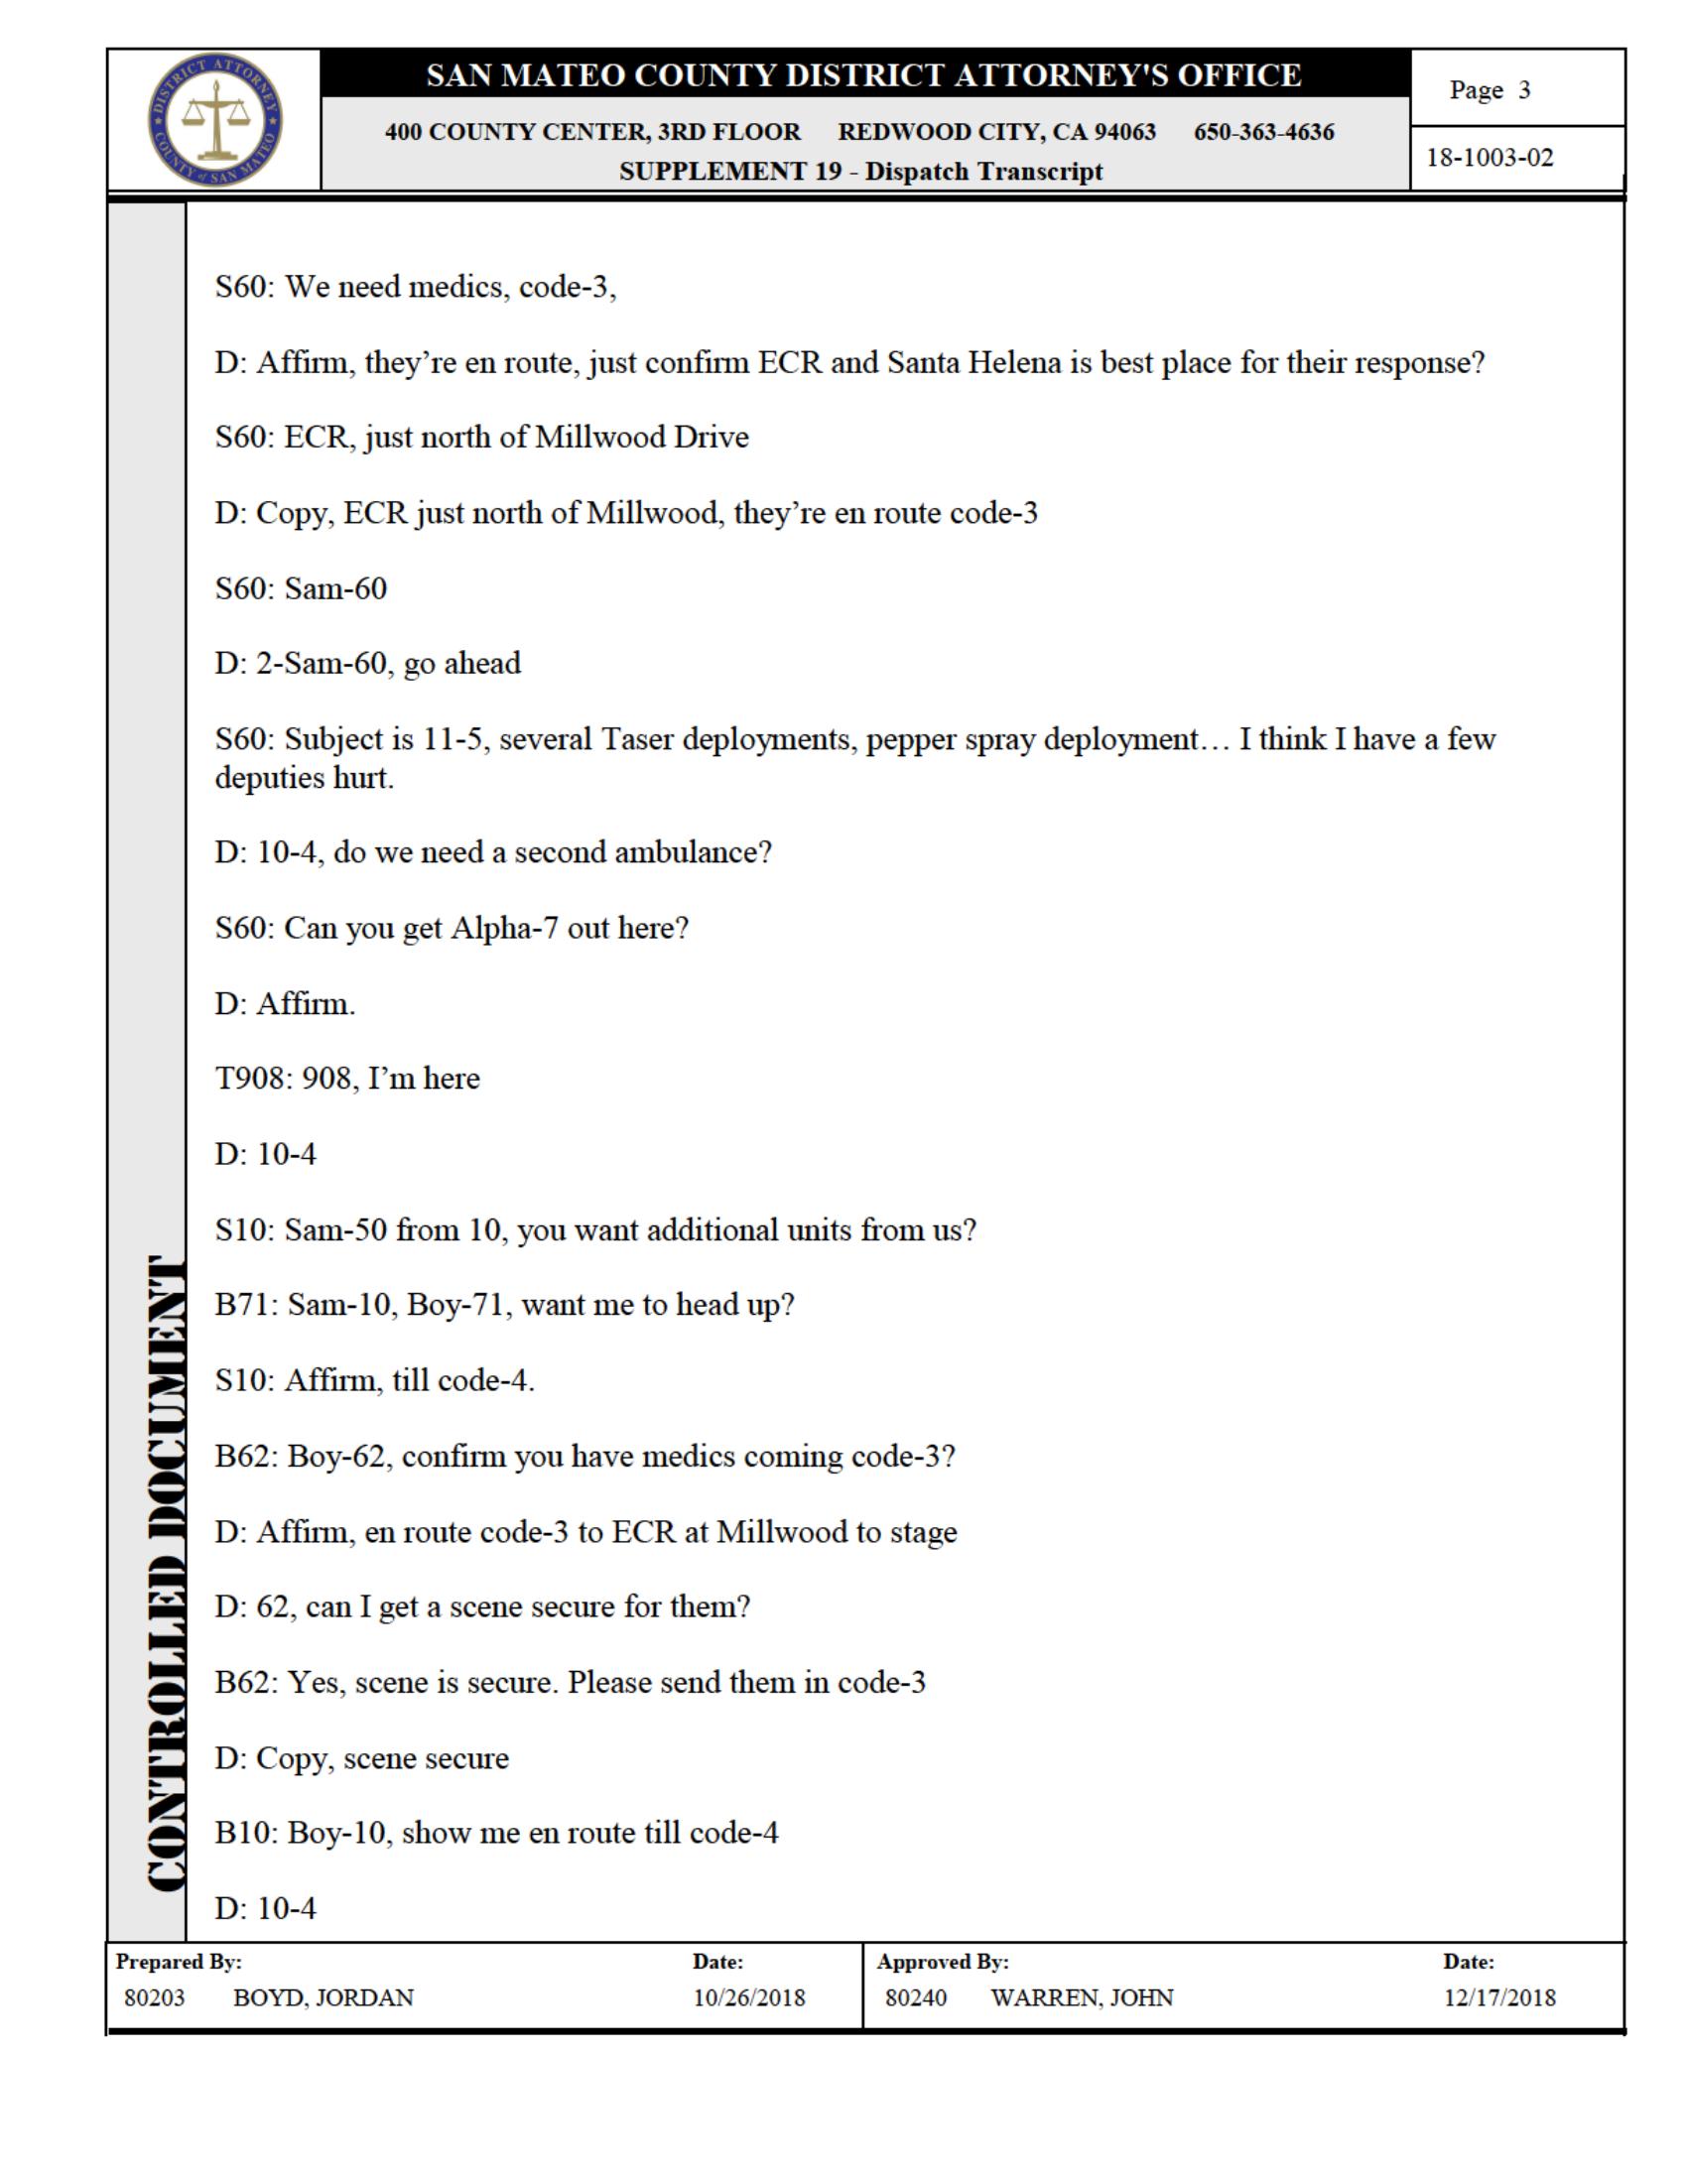 DISTRICT ATTORNEY
COUNTY of SAN MATEO
SAN MATEO COUNTY DISTRICT ATTORNEY'S OFFICE
400 COUNTY CENTER, 3RD FLOOR REDWOOD CITY, CA 94063 650-363-4636
SUPPLEMENT 19 - Dispatch Transcript
Page 3
18-1003-02
S60: We need medics, code-3,
D: Affirm, they’re en route, just confirm ECR and Santa Helena is best place for their response?
S60: ECR, just north of Millwood Drive
D: Copy, ECR just north of Millwood, they’re en route code-3
S60: Sam-60
D: 2-Sam-60, go ahead
S60: Subject is 11-5, several Taser deployments, pepper spray deployment… I think I have a few
deputies hurt.
D: 10-4, do we need a second ambulance?
S60: Can you get Alpha-7 out here?
D: Affirm.
T908: 908, I’m here
D: 10-4
S10: Sam-50 from 10, you want additional units from us?
B71: Sam-10, Boy-71, want me to head up?
S10: Affirm, till code-4.
B62: Boy-62, confirm you have medics coming code-3?
D: Affirm, en route code-3 to ECR at Millwood to stage
D: 62, can I get a scene secure for them?
B62: Yes, scene is secure. Please send them in code-3
D: Copy, scene secure
B10: Boy-10, show me en route till code-4
D: 10-4
CONTROLLED DOCUMENT
Prepared By: Date: Approved By: Date:
80203 BOYD, JORDAN 10/26/2018 80240 WARREN, JOHN 12/17/2018